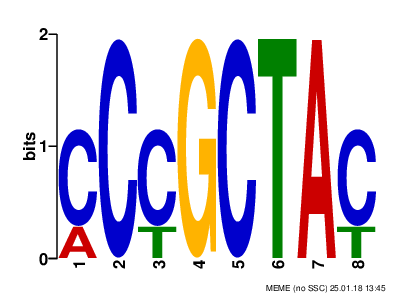 2
bits
1
0
CCCGCTAC
A T T
1 2 3 4 5 6 7 8
MEME (no SSC) 25.01.18 13:45